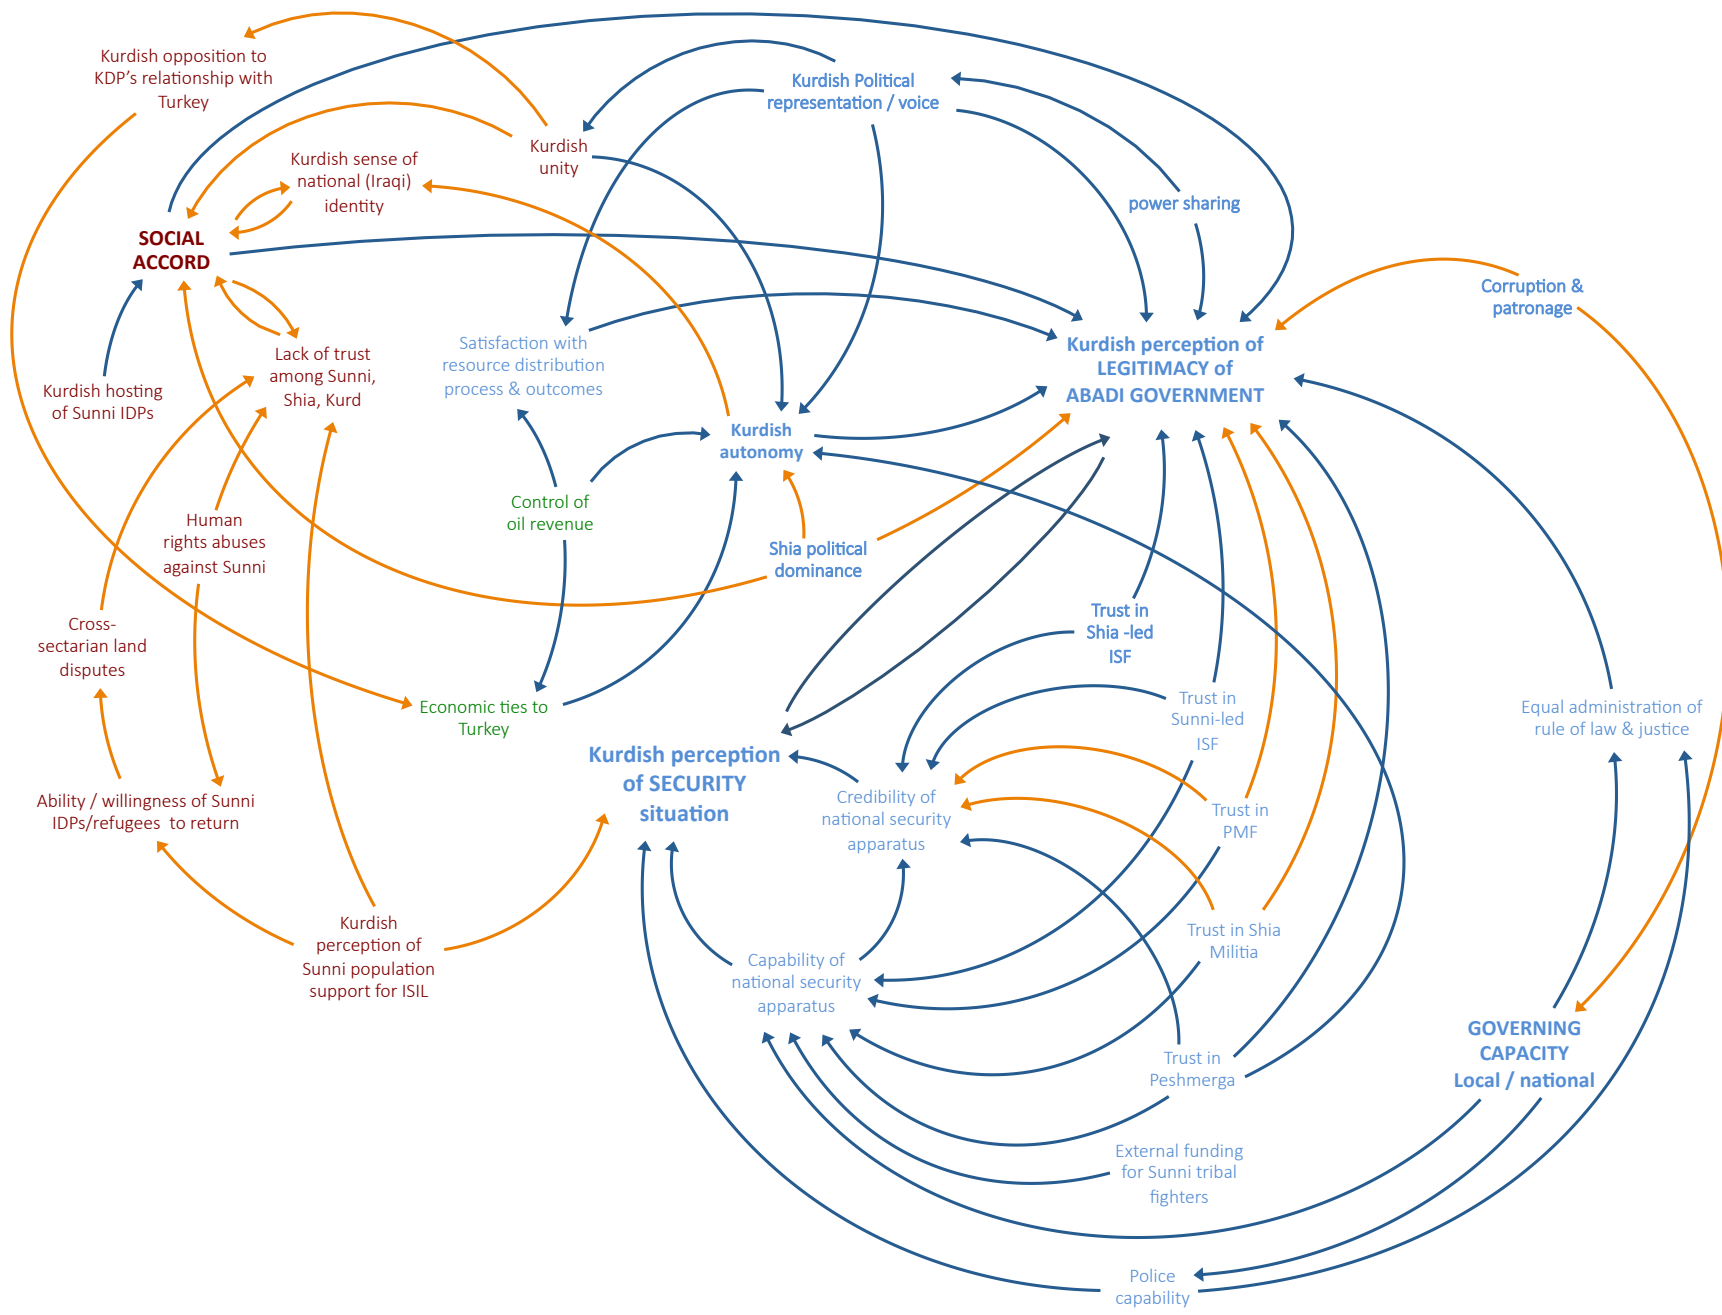 Kurdish opposition to
KDP's relationship with
Turkey
Kurdish Political
representation / voice
Kurdish
unity
Kurdish sense of
national (Iraqi)
identity
power sharing
SOCIAL
ACCORD
Corruption &
patronage
Satisfaction with
resource distribution
process & outcomes
Kurdish perception of
LEGITIMACY of
ABADI GOVERNMENT
Lack of trust
among Sunni,
Shia, Kurd
Kurdish hosting
of Sunni IDPs
Kurdish
autonomy
Control of
oil revenue
Human
rights abuses
against Sunni
Shia political
dominance
Trust in
Shia -led
ISF
Cross-
sectarian land
disputes
Economic ties to
Turkey
Trust in
Sunni-led
ISF
Equal administration of
rule of law & justice
Kurdish perception
of SECURITY
situation
Ability / willingness of Sunni
IDPs/refugees to return
Credibility of
national security
apparatus
Trust in
PMF
Kurdish
perception of
Sunni population
support for ISIL
Trust in Shia
Militia
Capability of
national security
apparatus
GOVERNING
CAPACITY
Local / national
Trust in
Peshmerga
External funding
for Sunni tribal
fighters
Police
capability